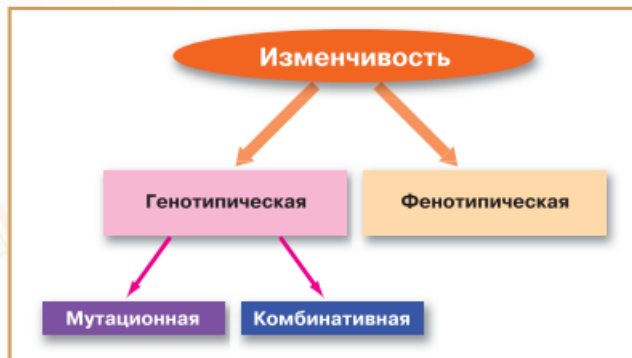 Изменчивость
Генотипическая
Фенотипическая
Мутационная
Комбинативная